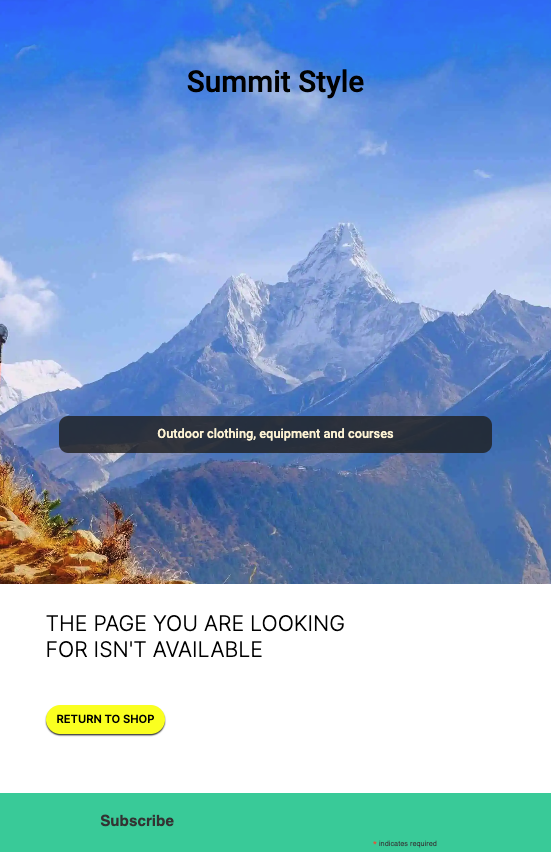 Summit Style
Outdoor clothing, equipment and courses
THE PAGE YOU ARE LOOKING
FOR ISN'T AVAILABLE
RETURN TO SHOP
Subscribe
* indicates required